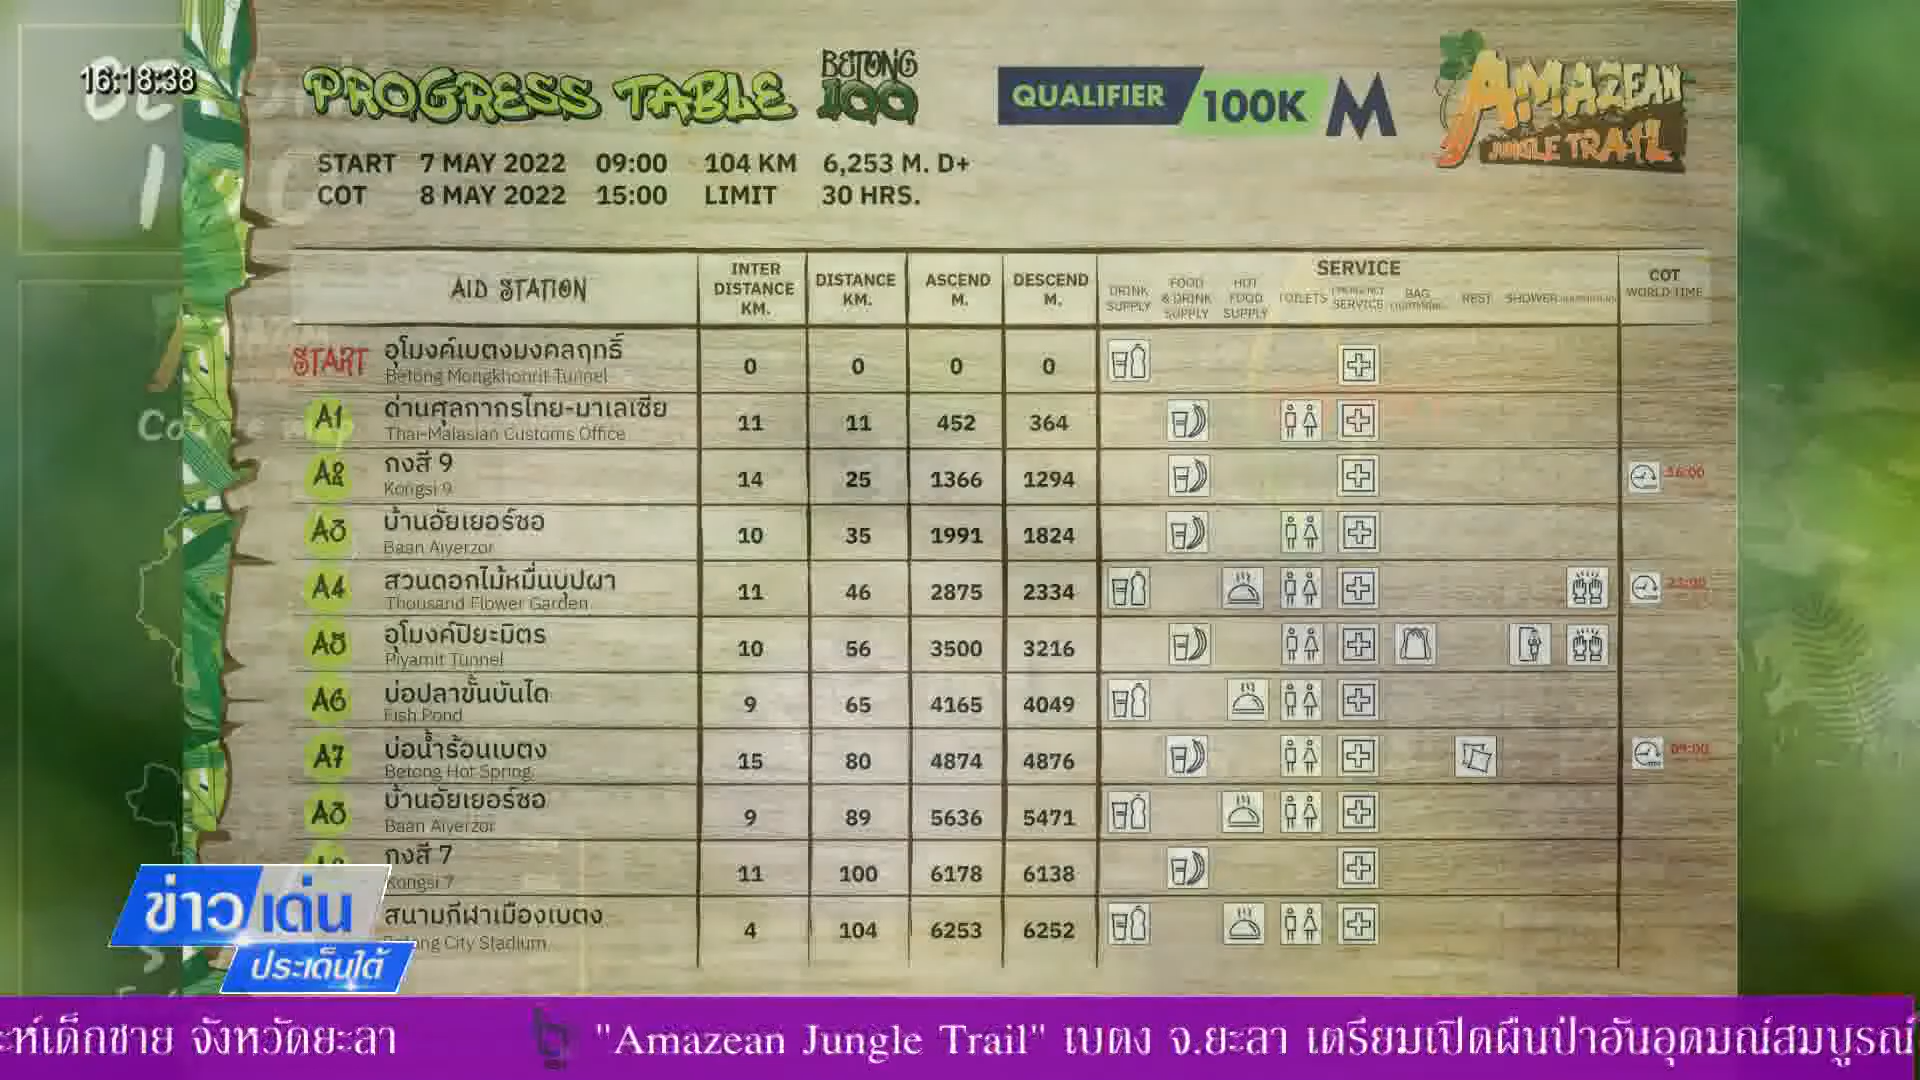 16:18:38
PROGRESS TABLE BETONG 100
QUALIFIER 100K M
AMAZEAN JUNGLE TRAIL
START 7 MAY 2022 09:00 104 KM 6,253 M. D+
COT 8 MAY 2022 15:00 LIMIT 30 HRS.
AID STATION INTER DISTANCE KM. DISTANCE KM. ASCEND M. DESCEND M. SERVICE COT WORLD TIME
DRINK SUPPLY FOOD & DRINK SUPPLY HOT FOOD SUPPLY TOILETS EMERGENCY SERVICE BAG REST SHOWER
START อุโมงค์เบตงมงคลฤทธิ์ 0 0 0 0
Betong Mongkhonrit Tunnel
A1 ด่านศุลกากรไทย-มาเลเซีย 11 11 452 364
Thai-Malasian Customs Office
A2 กงสี 9 14 25 1366 1294 16:00
Kongsi 9
A3 บ้านอัยเยอร์ซอ 10 35 1991 1824
Baan Aiyerzor
A4 สวนดอกไม้หมื่นบุปผา 11 46 2875 2334
Thousand Flower Garden
A5 อุโมงค์ปิยะมิตร 10 56 3500 3216
Piyamit Tunnel
A6 บ่อปลาขั้นบันได 9 65 4165 4049
Fish Pond
A7 บ่อน้ำร้อนเบตง 15 80 4874 4876 09:00
Betong Hot Spring
A3 บ้านอัยเยอร์ซอ 9 89 5636 5471
Baan Aiyerzor
กงสี 7 11 100 6178 6138
Kongsi 7
สนามกีฬาเมืองเบตง 4 104 6253 6252
Betong City Stadium
ข่าวเด่น
ประเด็นใต้
ะห์เด็กชาย จังหวัดยะลา "Amazean Jungle Trail" เบตง จ.ยะลา เตรียมเปิดผืนป่าอันอุดมณ์สมบูรณ์